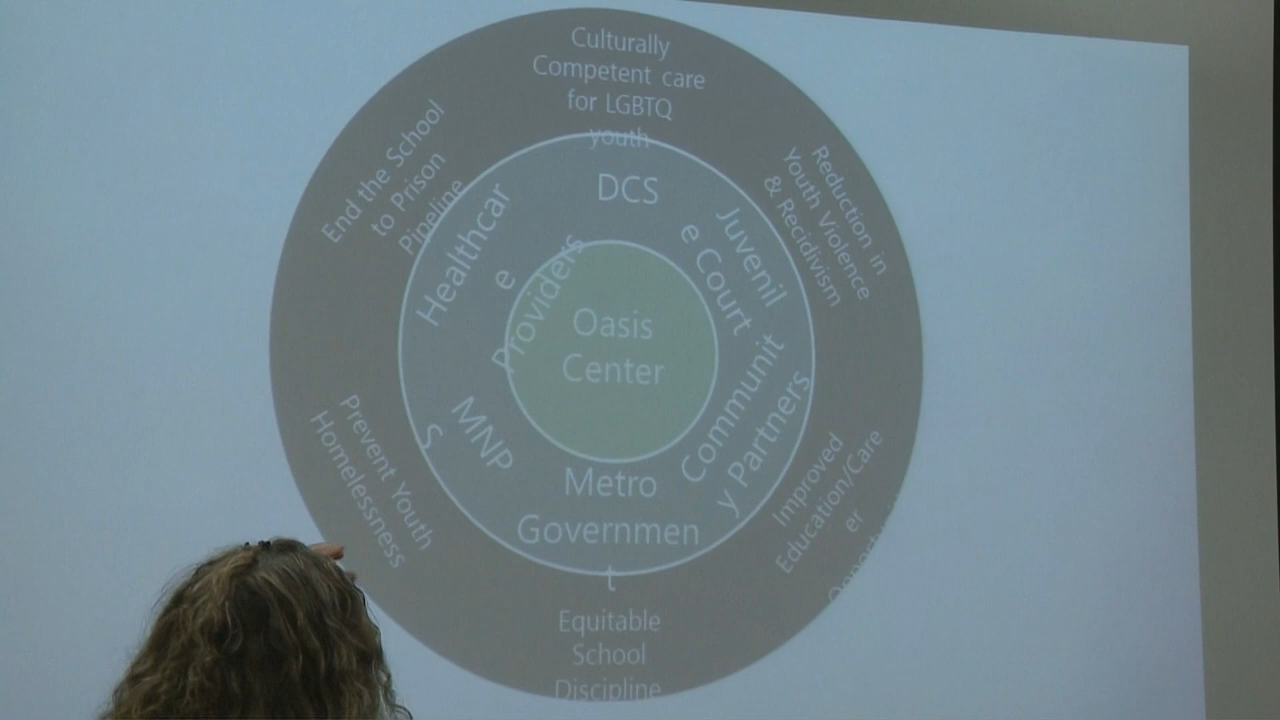 Culturally
Competent care
for LGBTQ
youth
End the School
to Prison
Pipeline
Reduction in
Youth Violence
& Recidivism
DCS
Healthcar
e
Providers
Juvenil
e Court
Oasis
Center
MNP
S
Communit
y Partners
Metro
Governmen
t
Prevent Youth
Homelessness
Improved
Education/Care
er
Equitable
School
Discipline